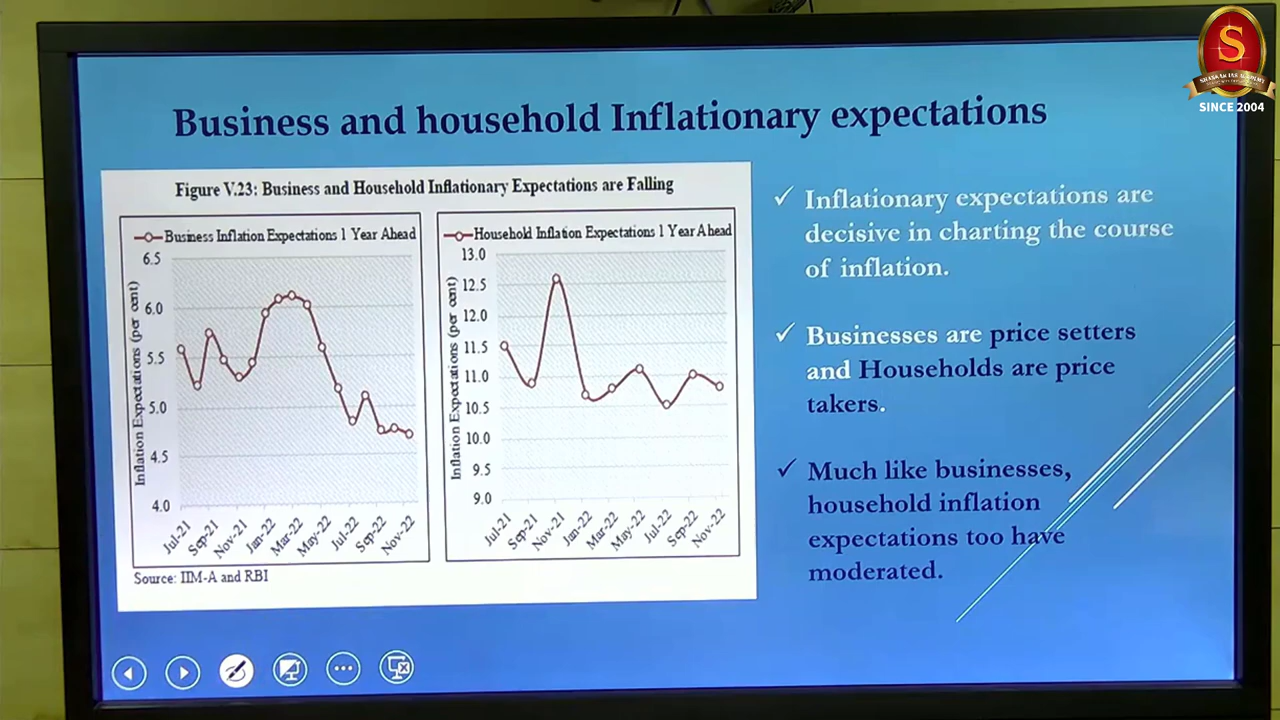 S
SHANKAR IAS ACADEMY
SINCE 2004
Business and household Inflationary expectations
Figure V.23: Business and Household Inflationary Expectations are Falling
Business Inflation Expectations 1 Year Ahead
Inflation Expectations (per cent)
6.5
6.0
5.5
5.0
4.5
4.0
Jul-21
Sep-21
Nov-21
Jan-22
Mar-22
May-22
Jul-22
Sep-22
Nov-22
Household Inflation Expectations 1 Year Ahead
Inflation Expectations (per cent)
13.0
12.5
12.0
11.5
11.0
10.5
10.0
9.5
9.0
Jul-21
Sep-21
Nov-21
Jan-22
Mar-22
May-22
Jul-22
Sep-22
Nov-22
Source: IIM-A and RBI
✓ Inflationary expectations are
decisive in charting the course
of inflation.
✓ Businesses are price setters
and Households are price
takers.
✓ Much like businesses,
household inflation
expectations too have
moderated.